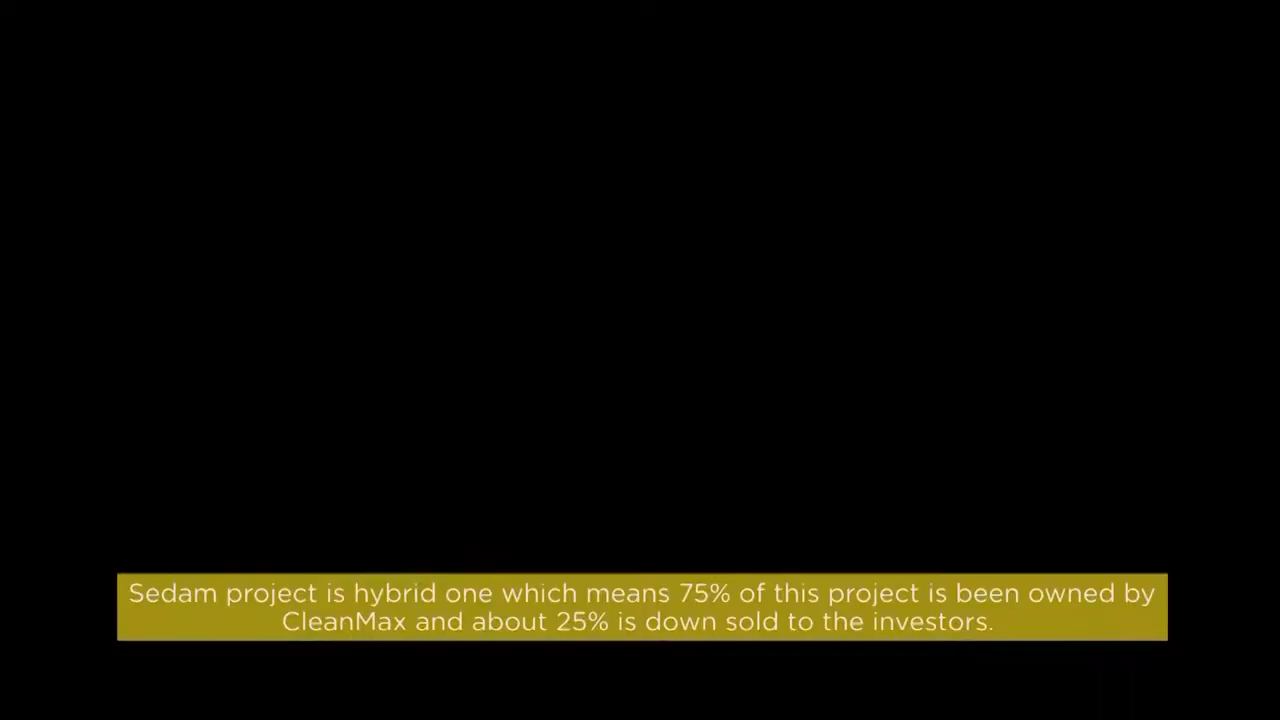 Sedam project is hybrid one which means 75% of this project is been owned by
CleanMax and about 25% is down sold to the investors.